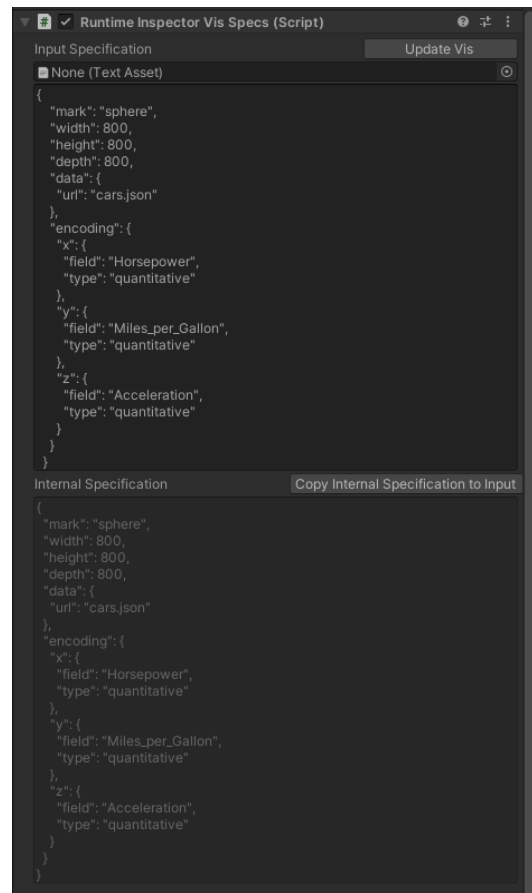 Runtime Inspector Vis Specs (Script)
Input Specification Update Vis
None (Text Asset)
{
"mark": "sphere",
"width": 800,
"height": 800,
"depth": 800,
"data": {
"url": "cars.json"
},
"encoding": {
"x": {
"field": "Horsepower",
"type": "quantitative"
},
"y": {
"field": "Miles_per_Gallon",
"type": "quantitative"
},
"z": {
"field": "Acceleration",
"type": "quantitative"
}
}
}
Internal Specification Copy Internal Specification to Input
{
"mark": "sphere",
"width": 800,
"height": 800,
"depth": 800,
"data": {
"url": "cars.json"
},
"encoding": {
"x": {
"field": "Horsepower",
"type": "quantitative"
},
"y": {
"field": "Miles_per_Gallon",
"type": "quantitative"
},
"z": {
"field": "Acceleration",
"type": "quantitative"
}
}
}